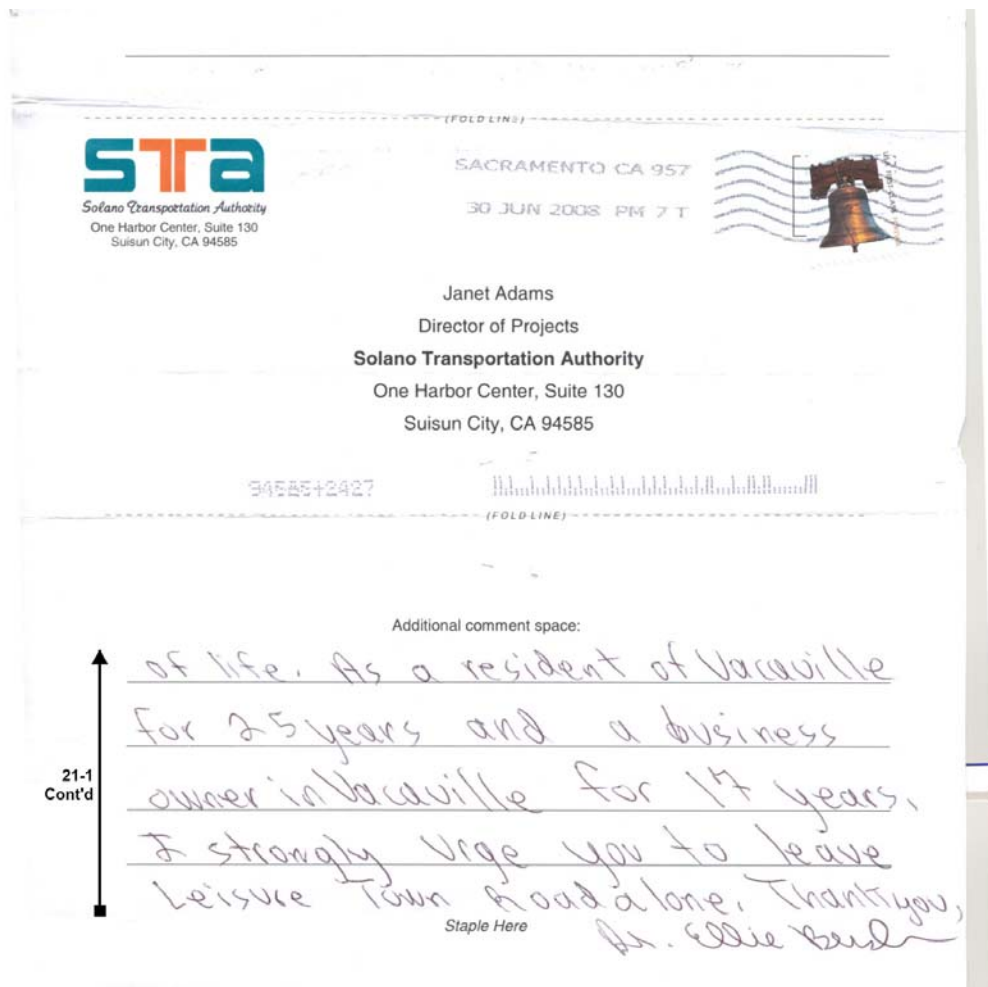 (FOLD LINE)
STA
Solano Transportation Authority
One Harbor Center, Suite 130
Suisun City, CA 94585
SACRAMENTO CA 957
30 JUN 2008 PM 7 T
Janet Adams
Director of Projects
Solano Transportation Authority
One Harbor Center, Suite 130
Suisun City, CA 94585
94585+2427
(FOLD LINE)
Additional comment space:
of life. As a resident of Vacaville
for 25 years and a business
owner in Vacaville for 17 years,
I strongly urge you to leave
Leisure Town Road alone. Thank you,
Staple Here
Dr. Ellie
21-1
Cont'd